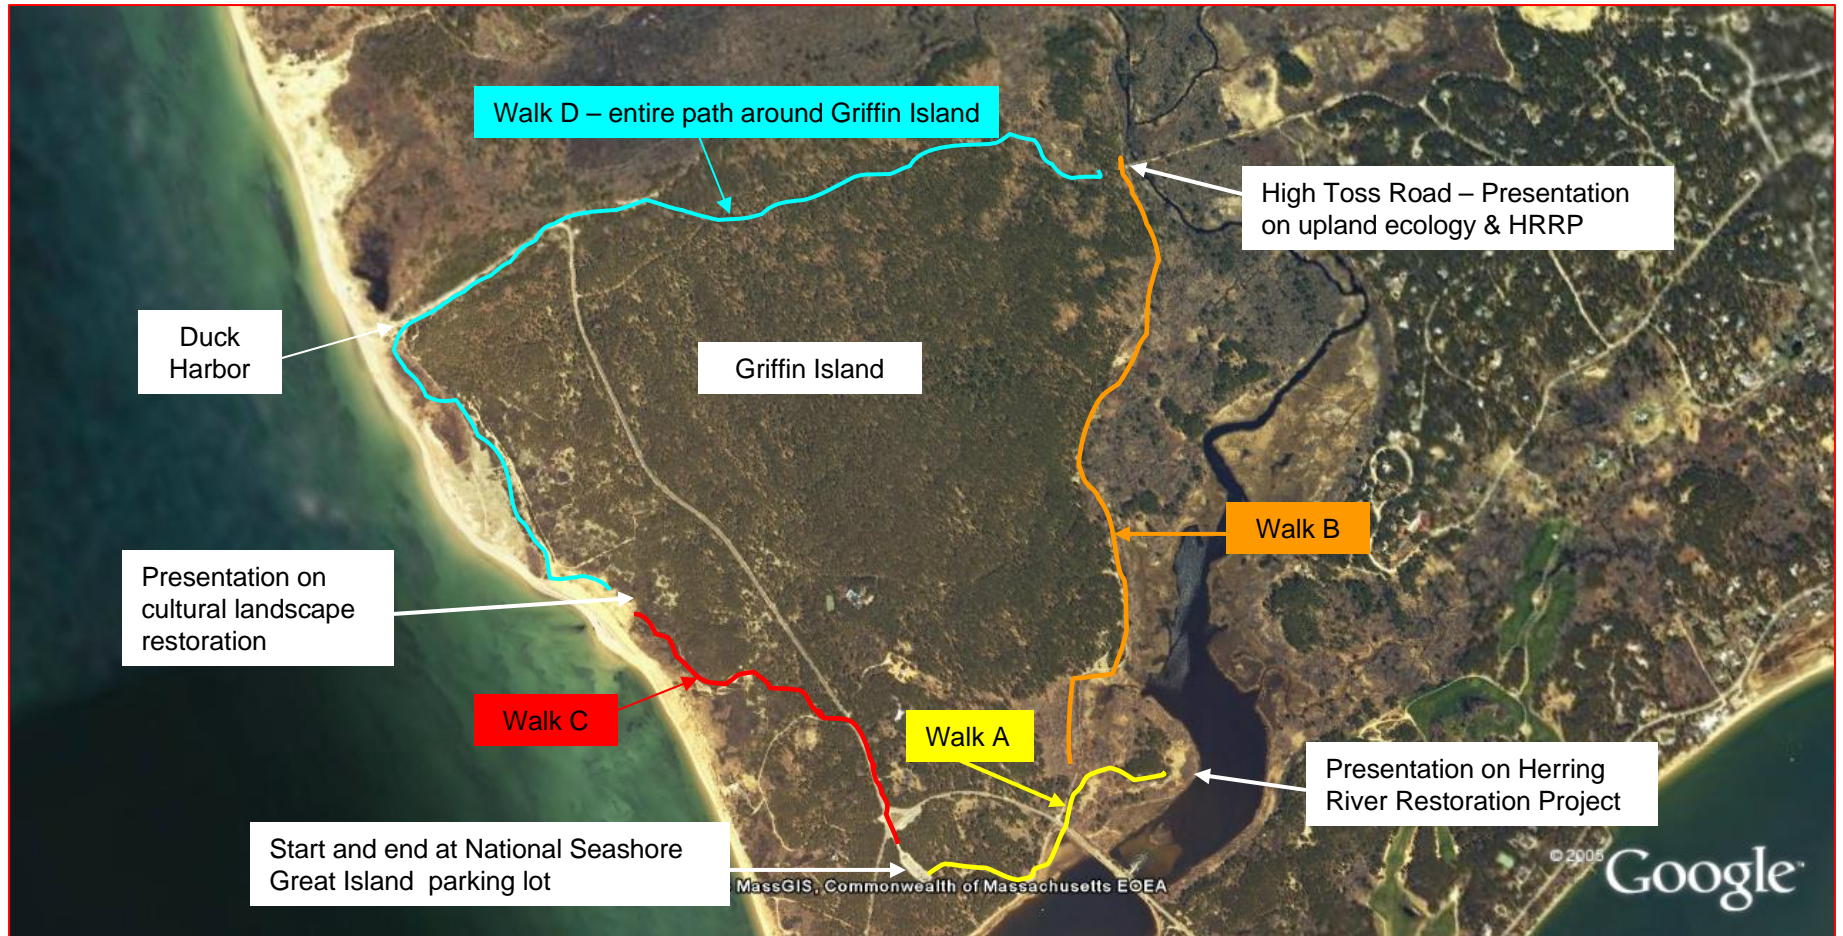 Walk D – entire path around Griffin Island
High Toss Road – Presentation
on upland ecology & HRRP
Duck
Harbor
Griffin Island
Walk B
Presentation on
cultural landscape
restoration
Walk C
Walk A
Presentation on Herring
River Restoration Project
Start and end at National Seashore
Great Island parking lot
MassGIS, Commonwealth of Massachusetts EOEA
© 2005 Google